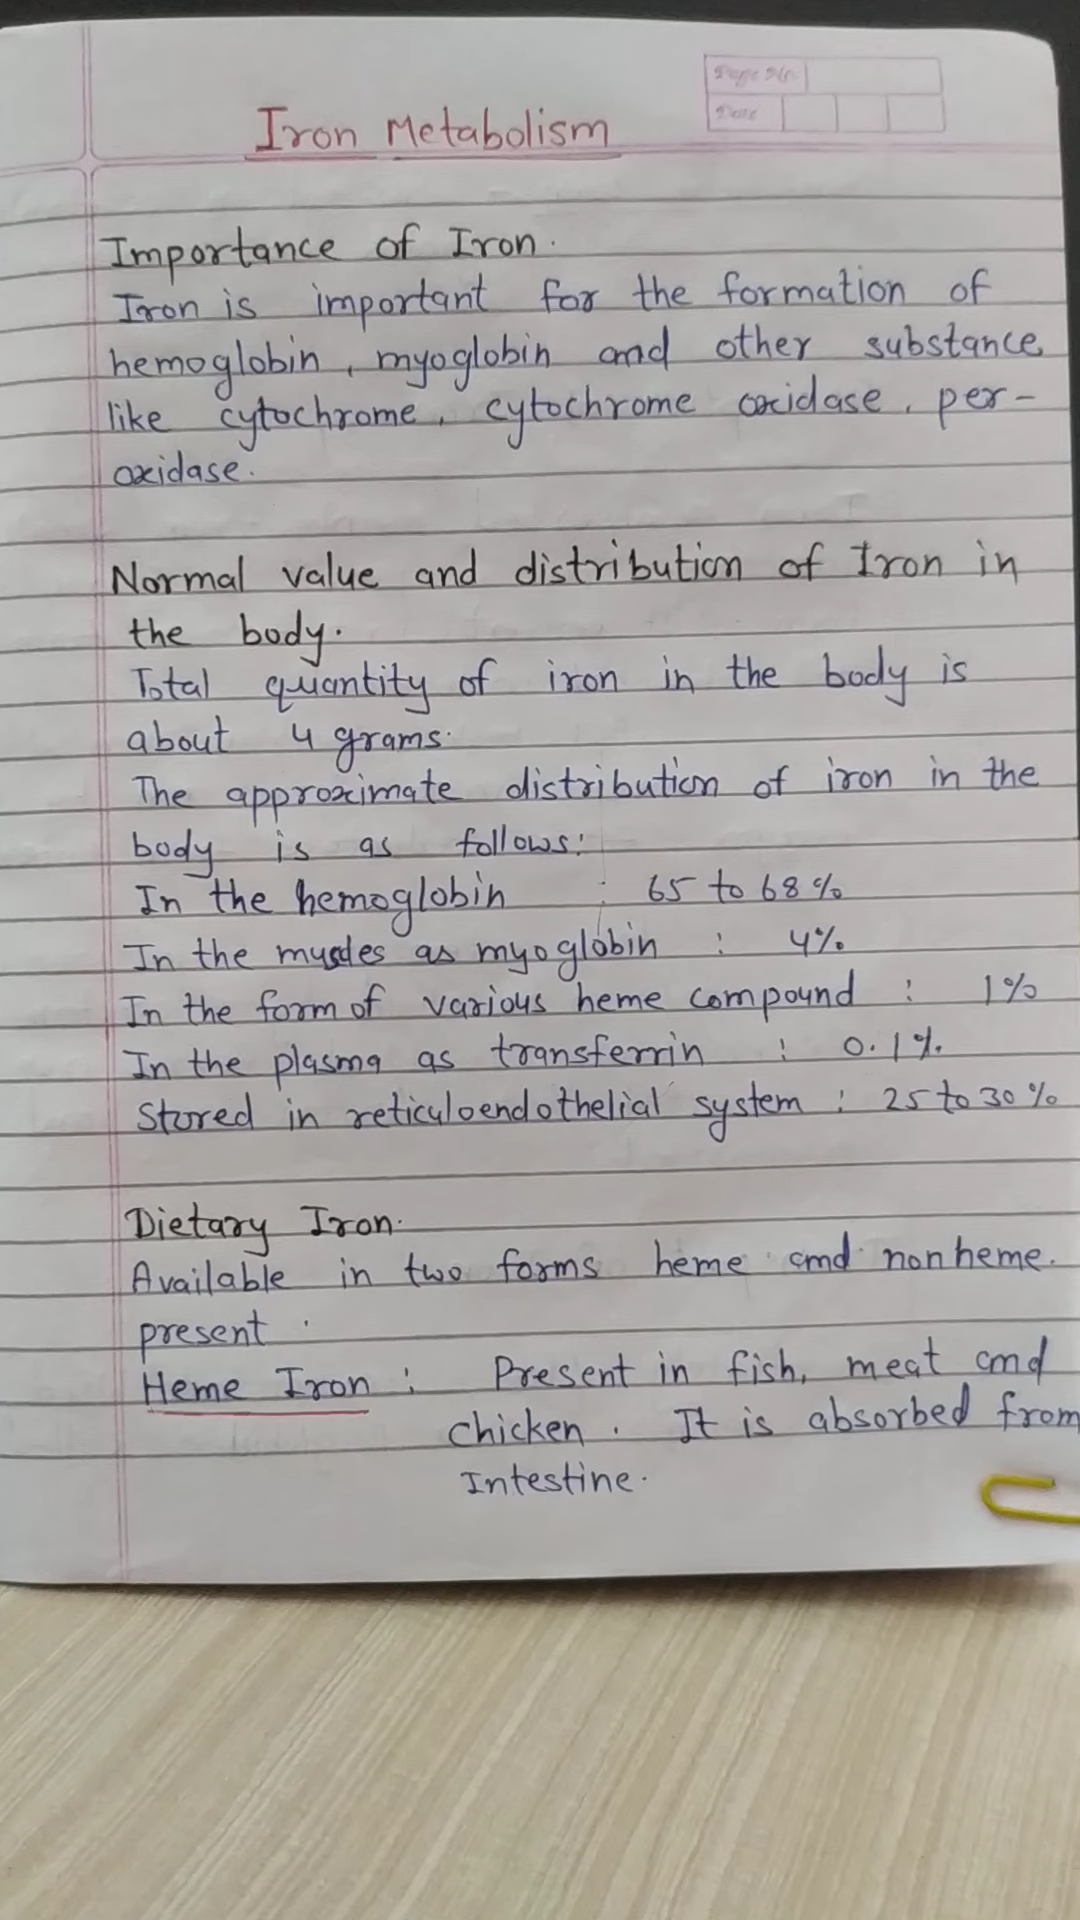 Page No.
Date
Iron Metabolism
Importance of Iron.
Iron is important for the formation of
hemoglobin, myoglobin and other substance
like cytochrome, cytochrome oxidase, per-
oxidase.
Normal value and distribution of Iron in
the body.
Total quantity of iron in the body is
about 4 grams.
The approximate distribution of iron in the
body is as follows:
In the hemoglobin : 65 to 68%
In the muscles as myoglobin : 4%
In the form of various heme compound : 1%
In the plasma as transferrin : 0.1%
Stored in reticuloendothelial system : 25 to 30%
Dietary Iron.
Available in two forms heme and nonheme.
present.
Heme Iron : Present in fish, meat and
chicken. It is absorbed from
Intestine.